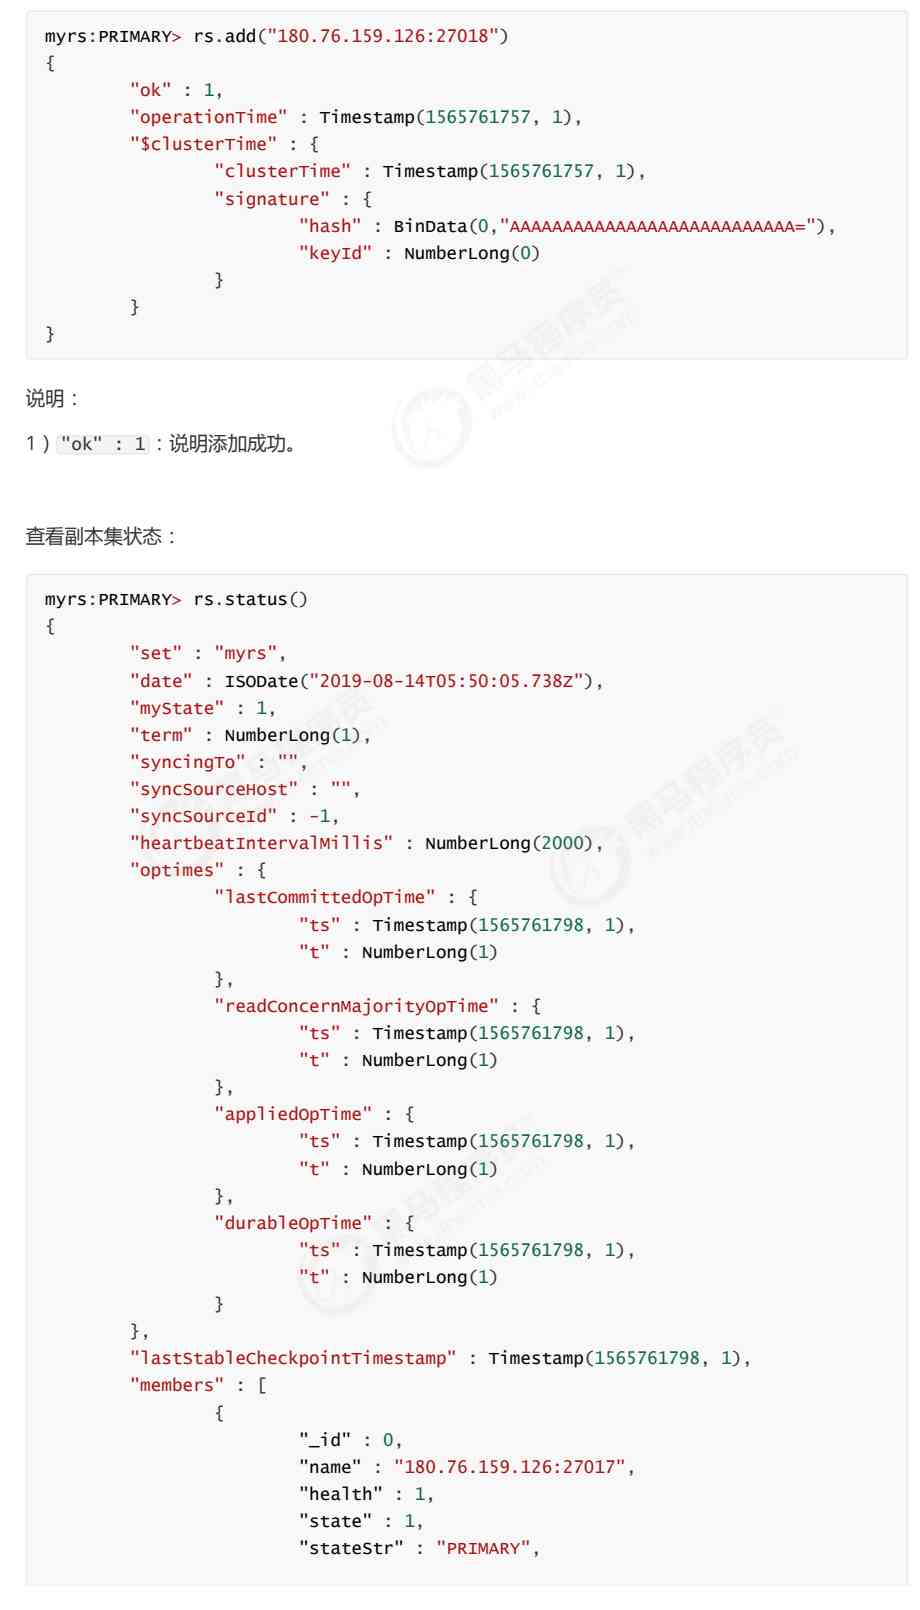 myrs:PRIMARY> rs.add("180.76.159.126:27018")
{
        "ok" : 1,
        "operationTime" : Timestamp(1565761757, 1),
        "$clusterTime" : {
                "clusterTime" : Timestamp(1565761757, 1),
                "signature" : {
                        "hash" : BinData(0,"AAAAAAAAAAAAAAAAAAAAAAAAAAA="),
                        "keyId" : NumberLong(0)
                }
        }
}
说明：
1）"ok" : 1：说明添加成功。
查看副本集状态：
myrs:PRIMARY> rs.status()
{
        "set" : "myrs",
        "date" : ISODate("2019-08-14T05:50:05.738Z"),
        "myState" : 1,
        "term" : NumberLong(1),
        "syncingTo" : "",
        "syncSourceHost" : "",
        "syncSourceId" : -1,
        "heartbeatIntervalMillis" : NumberLong(2000),
        "optimes" : {
                "lastCommittedOpTime" : {
                        "ts" : Timestamp(1565761798, 1),
                        "t" : NumberLong(1)
                },
                "readConcernMajorityOpTime" : {
                        "ts" : Timestamp(1565761798, 1),
                        "t" : NumberLong(1)
                },
                "appliedOpTime" : {
                        "ts" : Timestamp(1565761798, 1),
                        "t" : NumberLong(1)
                },
                "durableOpTime" : {
                        "ts" : Timestamp(1565761798, 1),
                        "t" : NumberLong(1)
                }
        },
        "lastStableCheckpointTimestamp" : Timestamp(1565761798, 1),
        "members" : [
                {
                        "_id" : 0,
                        "name" : "180.76.159.126:27017",
                        "health" : 1,
                        "state" : 1,
                        "stateStr" : "PRIMARY",